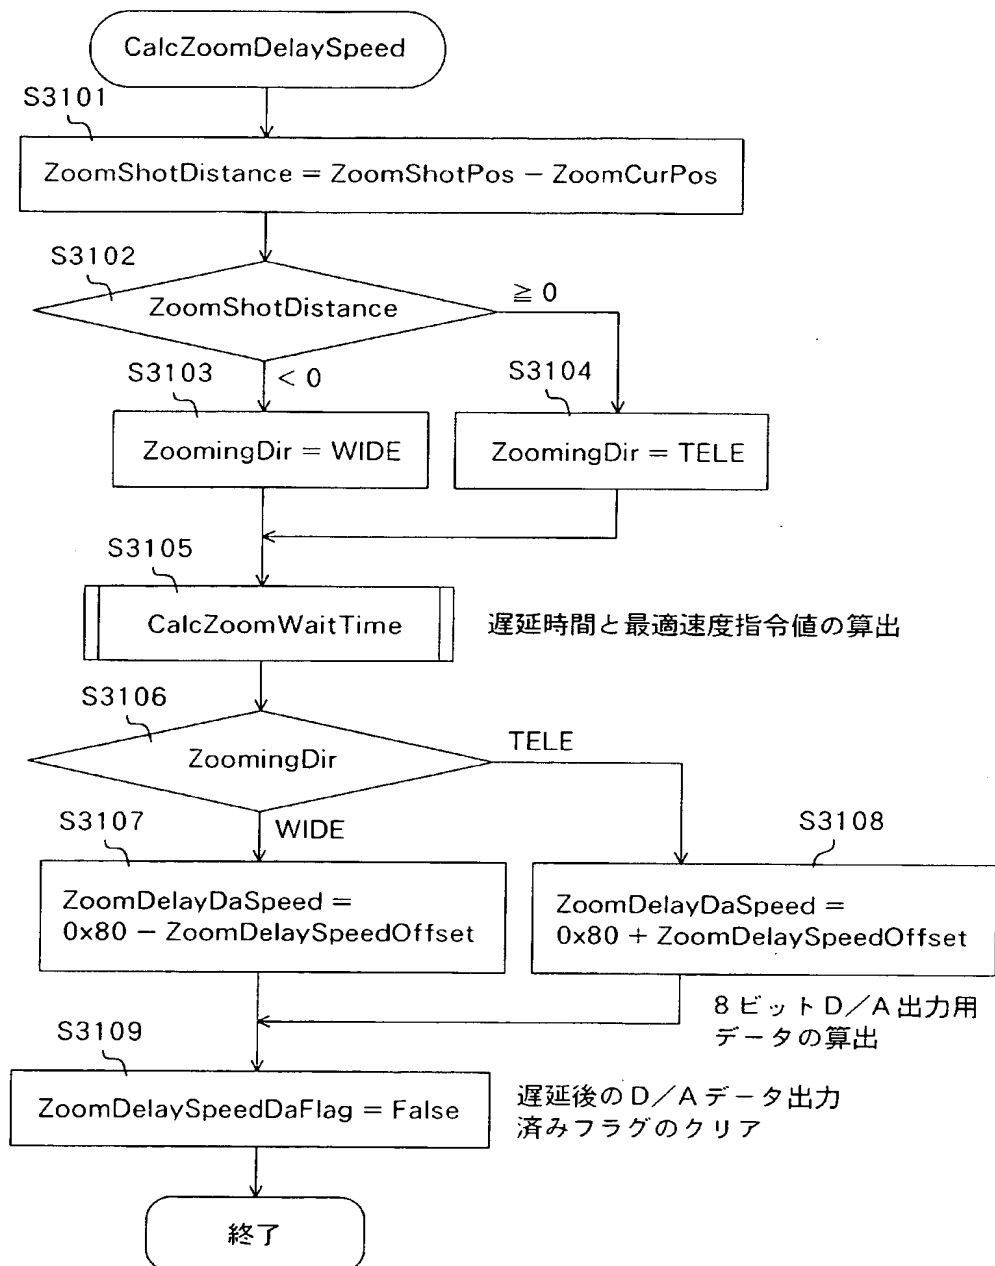 CalcZoomDelaySpeed
S3101
ZoomShotDistance = ZoomShotPos − ZoomCurPos
S3102
ZoomShotDistance
≧ 0
S3103
< 0
S3104
ZoomingDir = WIDE
ZoomingDir = TELE
S3105
CalcZoomWaitTime
遅延時間と最適速度指令値の算出
S3106
ZoomingDir
TELE
S3107
WIDE
S3108
ZoomDelayDaSpeed =
0x80 − ZoomDelaySpeedOffset
ZoomDelayDaSpeed =
0x80 + ZoomDelaySpeedOffset
8ビットD/A出力用
データの算出
S3109
ZoomDelaySpeedDaFlag = False
遅延後のD/Aデータ出力
済みフラグのクリア
終了